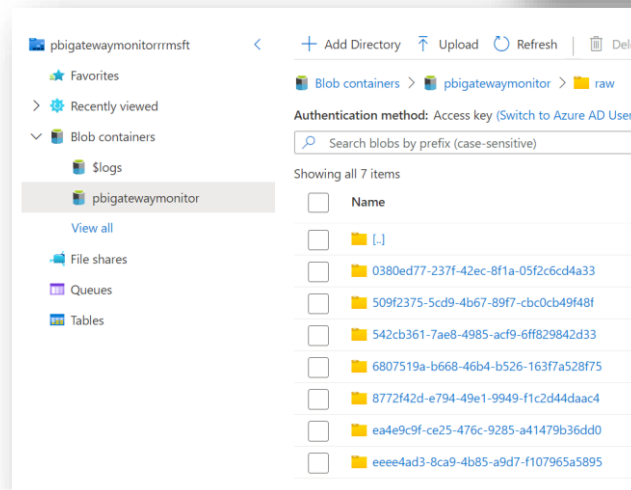 pbigatewaymonitorrrmsft
Favorites
Recently viewed
Blob containers
$logs
pbigatewaymonitor
View all
File shares
Queues
Tables
Add Directory Upload Refresh Del
Blob containers > pbigatewaymonitor > raw
Authentication method: Access key (Switch to Azure AD User
Search blobs by prefix (case-sensitive)
Showing all 7 items
Name
[..]
0380ed77-237f-42ec-8f1a-05f2c6cd4a33
509f2375-5cd9-4b67-89f7-cbc0cb49f48f
542cb361-7ae8-4985-acf9-6ff829842d33
6807519a-b668-46b4-b526-163f7a528f75
8772f42d-e794-49e1-9949-f1c2d44daac4
ea4e9c9f-ce25-476c-9285-a41479b36dd0
eeee4ad3-8ca9-4b85-a9d7-f107965a5895